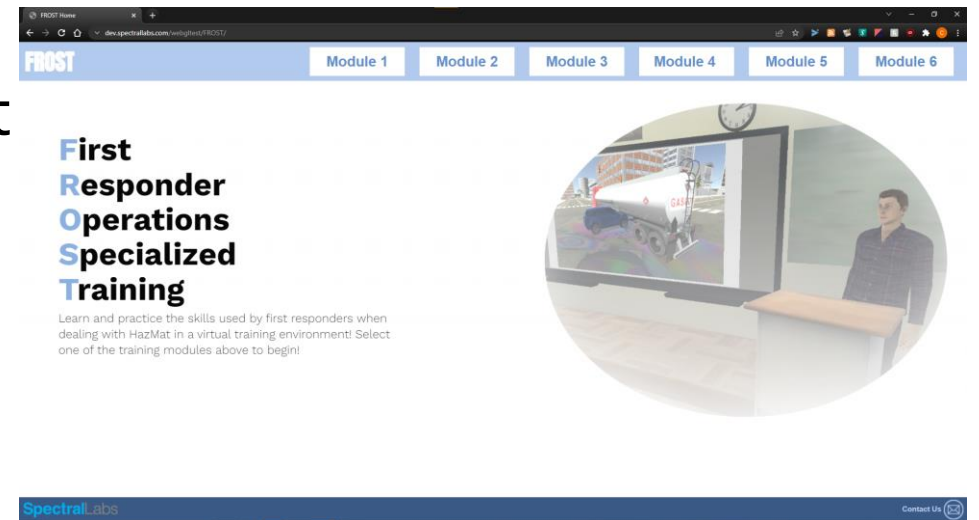 FROST Home
dev.spectrallabs.com/webgltest/FROST/
FROST
Module 1
Module 2
Module 3
Module 4
Module 5
Module 6
First
Responder
Operations
Specialized
Training
Learn and practice the skills used by first responders when
dealing with HazMat in a virtual training environment! Select
one of the training modules above to begin!
SpectralLabs
Contact Us